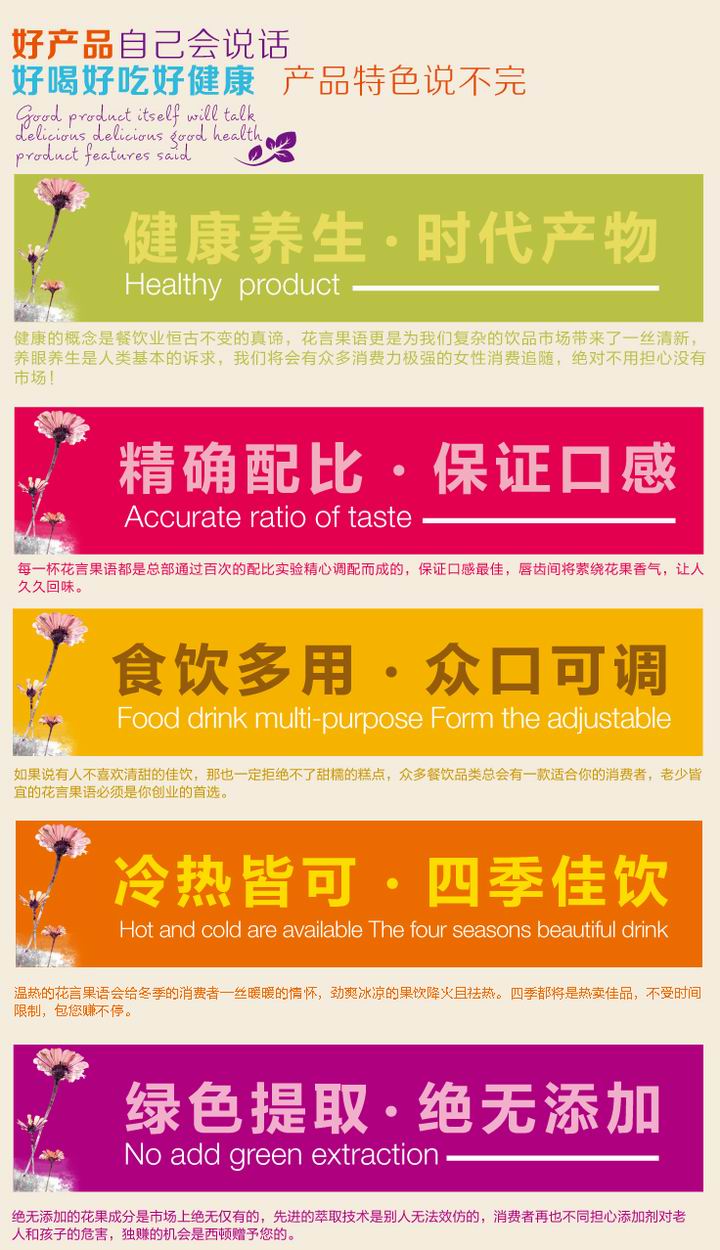 好产品自己会说话
好喝好吃好健康 产品特色说不完
Good product itself will talk
delicious delicious good health
product features said
健康养生·时代产物
Healthy product
健康的概念是餐饮业恒古不变的真谛，花言果语更是为我们复杂的饮品市场带来了一丝清新，
养眼养生是人类基本的诉求，我们将会有众多消费力极强的女性消费追随，绝对不用担心没有
市场！
精确配比·保证口感
Accurate ratio of taste
每一杯花言果语都是总部通过百次的配比实验精心调配而成的，保证口感最佳，唇齿间将萦绕花果香气，让人
久久回味。
食饮多用·众口可调
Food drink multi-purpose Form the adjustable
如果说有人不喜欢清甜的佳饮，那也一定拒绝不了甜糯的糕点，众多餐饮品类总会有一款适合你的消费者，老少皆
宜的花言果语必须是你创业的首选。
冷热皆可·四季佳饮
Hot and cold are available The four seasons beautiful drink
温热的花言果语会给冬季的消费者一丝暖暖的情怀，劲爽冰凉的果饮降火且祛热。四季都将是热卖佳品，不受时间
限制，包您赚不停。
绿色提取·绝无添加
No add green extraction
绝无添加的花果成分是市场上绝无仅有的，先进的萃取技术是别人无法效仿的，消费者再也不同担心添加剂对老
人和孩子的危害，独赚的机会是西顿赠予您的。